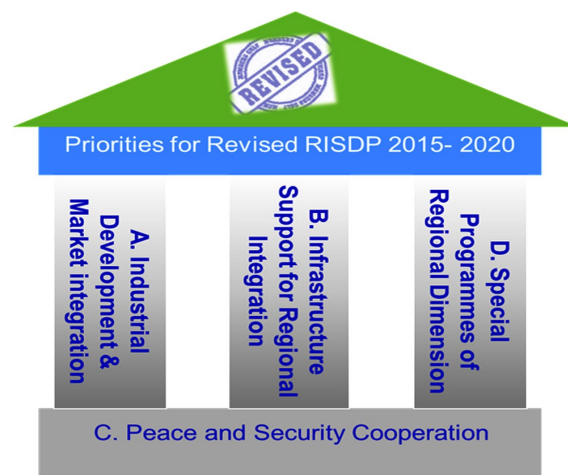 REVISED
Priorities for Revised RISDP 2015- 2020
A. Industrial
Development &
Market integration
B. Infrastructure
Support for Regional
Integration
D. Special
Programmes of
Regional Dimension
C. Peace and Security Cooperation